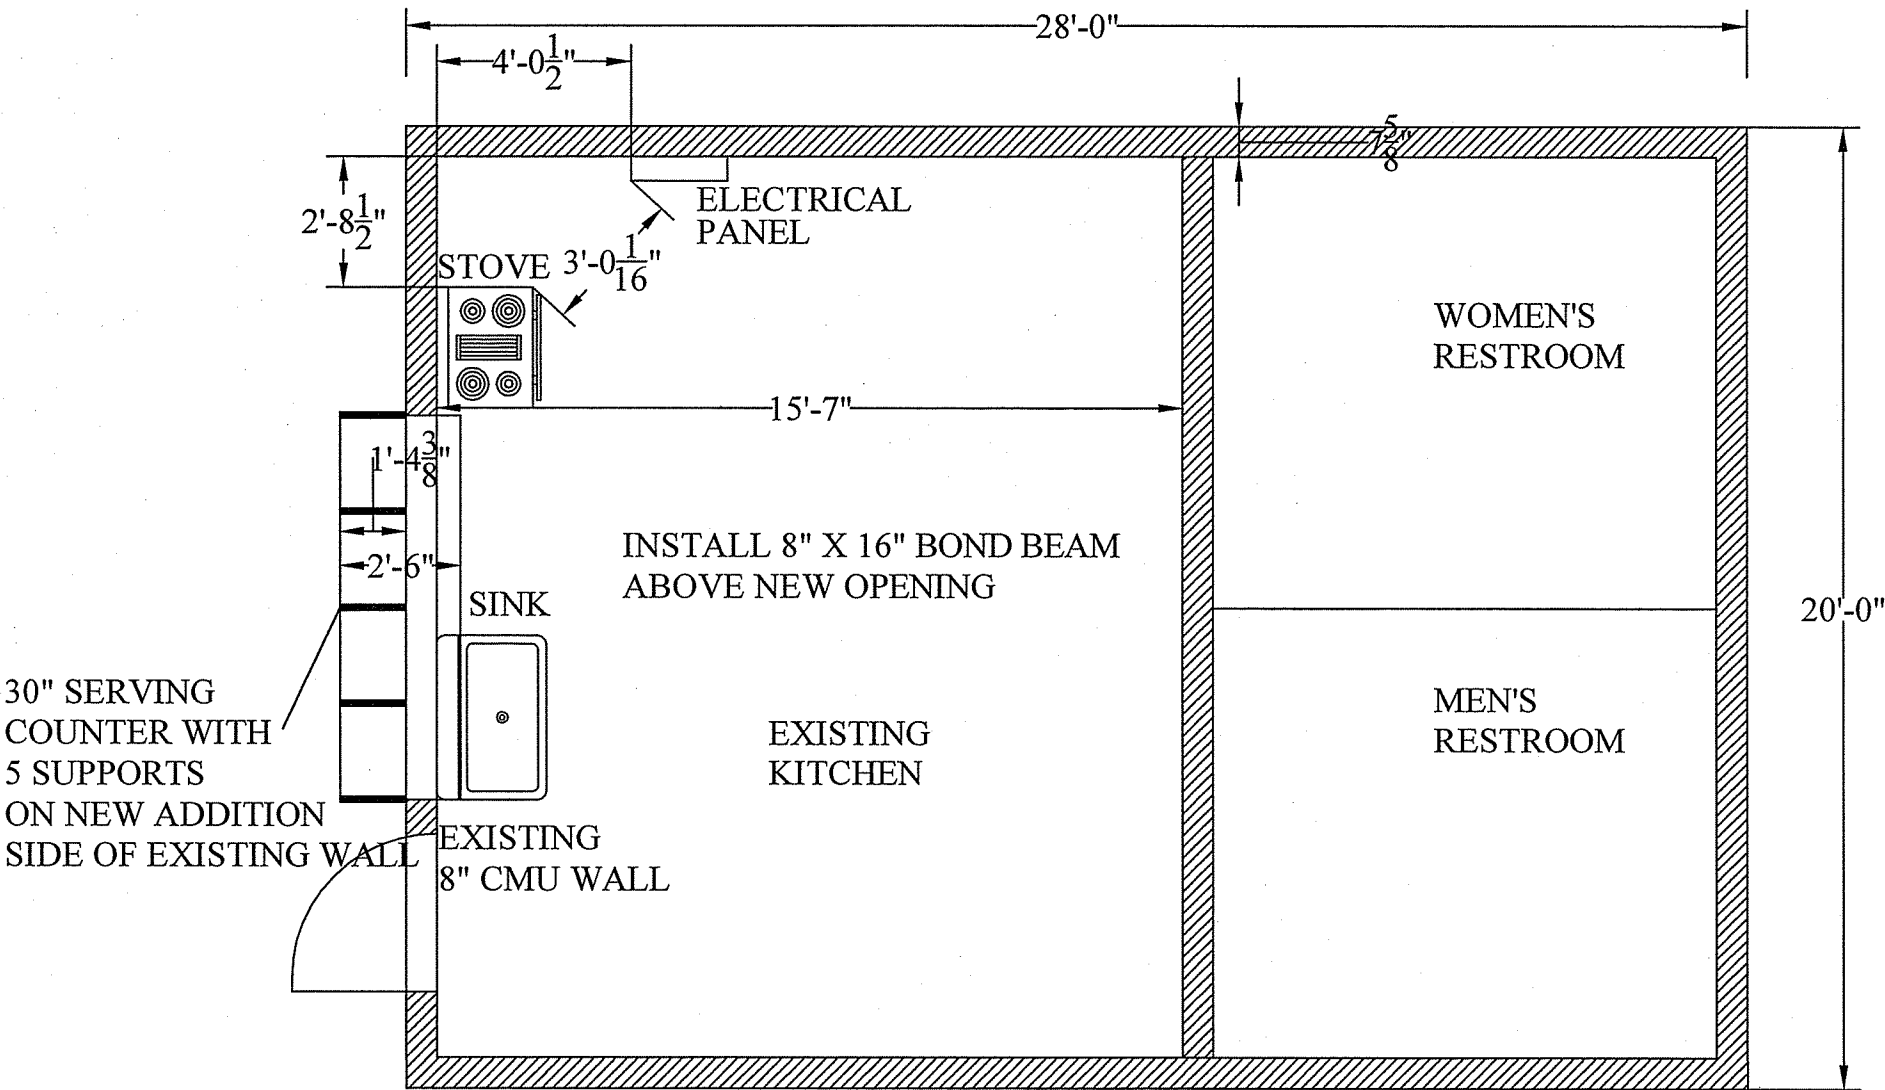 28'-0"
4'-0 1/2"
7 5/8"
2'-8 1/2"
ELECTRICAL
PANEL
STOVE
3'-0 1/16"
WOMEN'S
RESTROOM
15'-7"
1'-4 3/8"
INSTALL 8" X 16" BOND BEAM
ABOVE NEW OPENING
2'-6"
SINK
20'-0"
30" SERVING
COUNTER WITH
5 SUPPORTS
ON NEW ADDITION
SIDE OF EXISTING WALL
EXISTING
KITCHEN
MEN'S
RESTROOM
EXISTING
8" CMU WALL